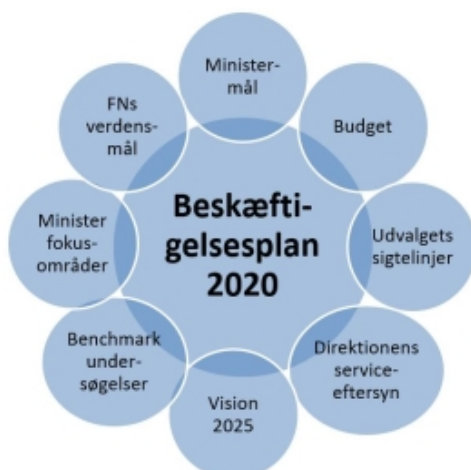 Minister-
mål
Budget
Udvalgets
sigtelinjer
Direktionens
service-
eftersyn
Vision
2025
Benchmark
under-
søgelser
Minister
fokus-
områder
FNs
verdens-
mål
Beskæfti-
gelsesplan
2020